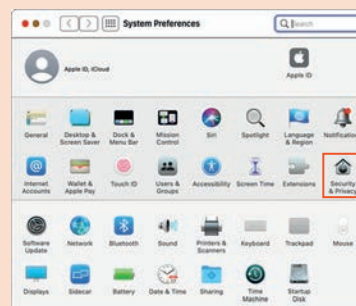 System Preferences
Search
Apple ID, iCloud
Apple ID
General
Desktop &
Screen Saver
Dock &
Menu Bar
Mission
Control
Siri
Spotlight
Language
& Region
Notification
Internet
Accounts
Wallet &
Apple Pay
Touch ID
Users &
Groups
Accessibility
Screen Time
Extensions
Security
& Privacy
Software
Update
Network
Bluetooth
Sound
Printers &
Scanners
Keyboard
Trackpad
Mouse
Displays
Sidecar
Battery
Date & Time
Sharing
Time
Machine
Startup
Disk